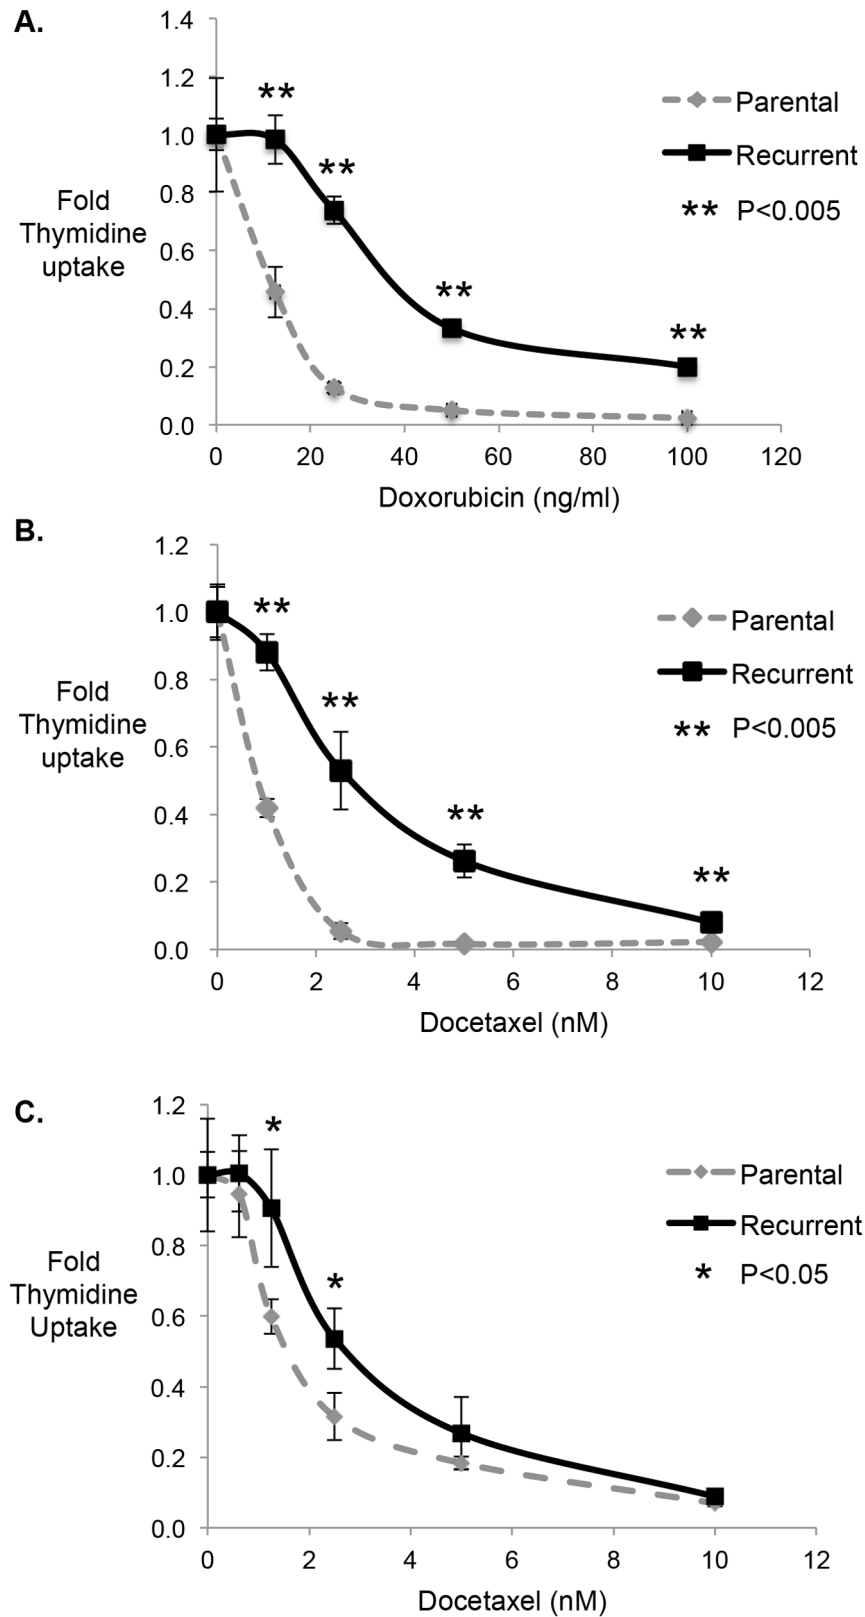 A.
1.4
1.2
1.0
0.8
0.6
0.4
0.2
0.0
Fold
Thymidine
uptake
**
**
**
**
Parental
Recurrent
** P<0.005
0 20 40 60 80 100 120
Doxorubicin (ng/ml)
B.
1.2
1.0
0.8
0.6
0.4
0.2
0.0
Fold
Thymidine
uptake
**
**
**
**
Parental
Recurrent
** P<0.005
0 2 4 6 8 10 12
Docetaxel (nM)
C.
1.2
1.0
0.8
0.6
0.4
0.2
0.0
Fold
Thymidine
Uptake
*
*
Parental
Recurrent
* P<0.05
0 2 4 6 8 10 12
Docetaxel (nM)